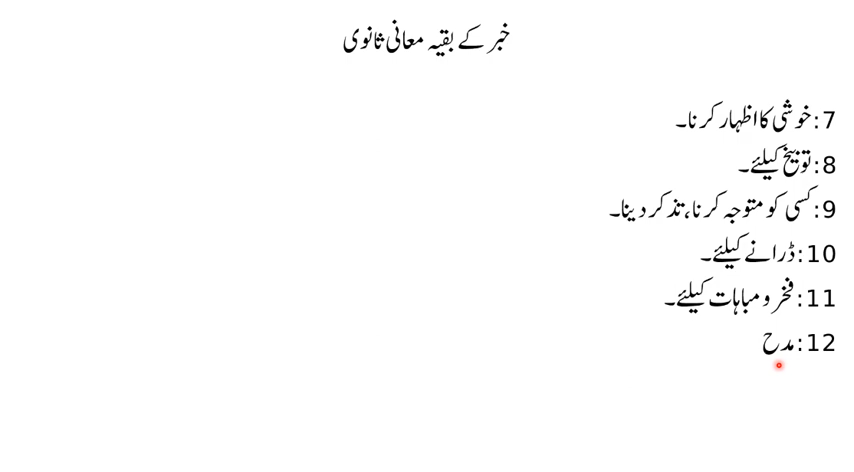 خبر کے بقیہ معانی ثانوی
7:خوشی کا اظہار کرنا۔
8:توبیخ کیلئے۔
9:کسی کو متوجہ کرنا، تذکر دینا۔
10:ڈرانے کیلئے۔
11:فخر و مباہات کیلئے۔
12:مدح